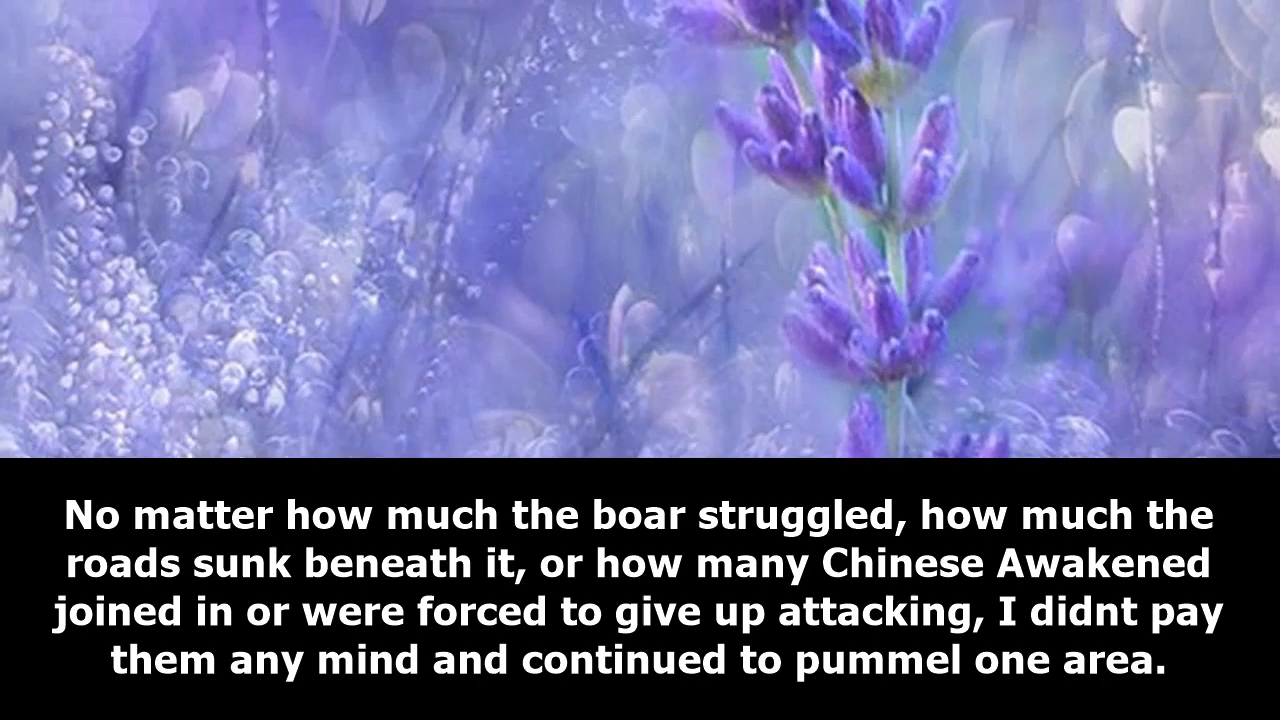 No matter how much the boar struggled, how much the
roads sunk beneath it, or how many Chinese Awakened
joined in or were forced to give up attacking, I didnt pay
them any mind and continued to pummel one area.